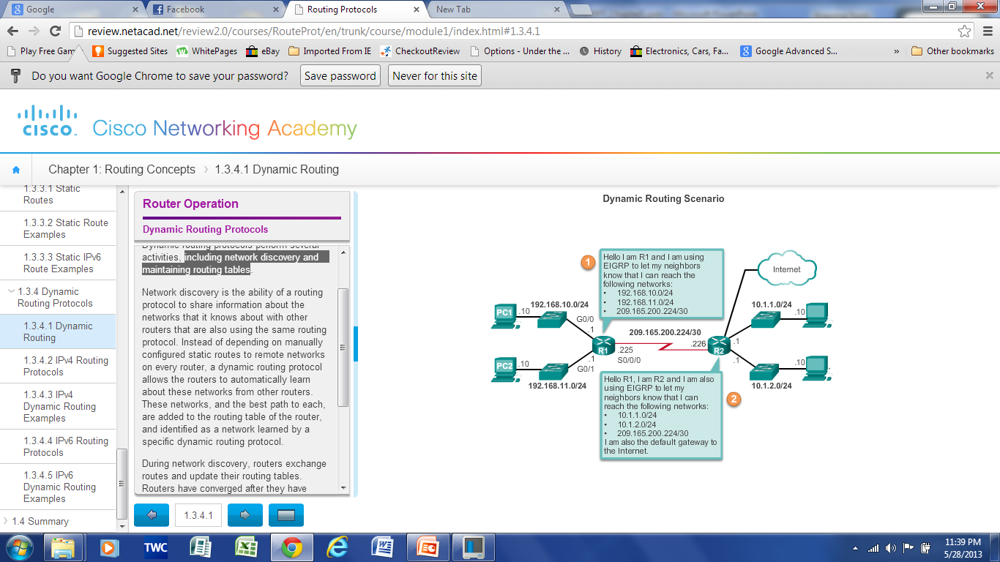 Google
Facebook
Routing Protocols
New Tab
review.netacad.net/review2.0/courses/RouteProt/en/trunk/course/module1/index.html#1.3.4.1
Play Free Gam
Suggested Sites
WhitePages
eBay
Imported From IE
CheckoutReview
Options - Under the ...
History
Electronics, Cars, Fa...
Google Advanced S...
»
Other bookmarks
Do you want Google Chrome to save your password?
Save password
Never for this site
CISCO
Cisco Networking Academy
Chapter 1: Routing Concepts
1.3.4.1 Dynamic Routing
1.3.3.1 Static
Routes
1.3.3.2 Static Route
Examples
1.3.3.3 Static IPv6
Route Examples
1.3.4 Dynamic
Routing Protocols
1.3.4.1 Dynamic
Routing
1.3.4.2 IPv4 Routing
Protocols
1.3.4.3 IPv4
Dynamic Routing
Examples
1.3.4.4 IPv6 Routing
Protocols
1.3.4.5 IPv6
Dynamic Routing
Examples
1.4 Summary
Router Operation
Dynamic Routing Protocols
Dynamic routing protocols perform several
activities, including network discovery and
maintaining routing tables.
Network discovery is the ability of a routing
protocol to share information about the
networks that it knows about with other
routers that are also using the same routing
protocol. Instead of depending on manually
configured static routes to remote networks
on every router, a dynamic routing protocol
allows the routers to automatically learn
about these networks from other routers.
These networks, and the best path to each,
are added to the routing table of the router,
and identified as a network learned by a
specific dynamic routing protocol.
During network discovery, routers exchange
routes and update their routing tables.
Routers have converged after they have
1.3.4.1
Dynamic Routing Scenario
1
Hello I am R1 and I am using
EIGRP to let my neighbors
know that I can reach the
following networks:
• 192.168.10.0/24
• 192.168.11.0/24
• 209.165.200.224/30
Internet
192.168.10.0/24
PC1
.10
G0/0
.1
R1
.1
G0/1
PC2
.10
192.168.11.0/24
209.165.200.224/30
.225
S0/0/0
.226
R2
10.1.1.0/24
.10
.1
.1
.10
10.1.2.0/24
Hello R1, I am R2 and I am also
using EIGRP to let my
neighbors know that I can
reach the following networks:
• 10.1.1.0/24
• 10.1.2.0/24
• 209.165.200.224/30
I am also the default gateway to
the Internet.
2
TWC
11:39 PM
5/28/2013